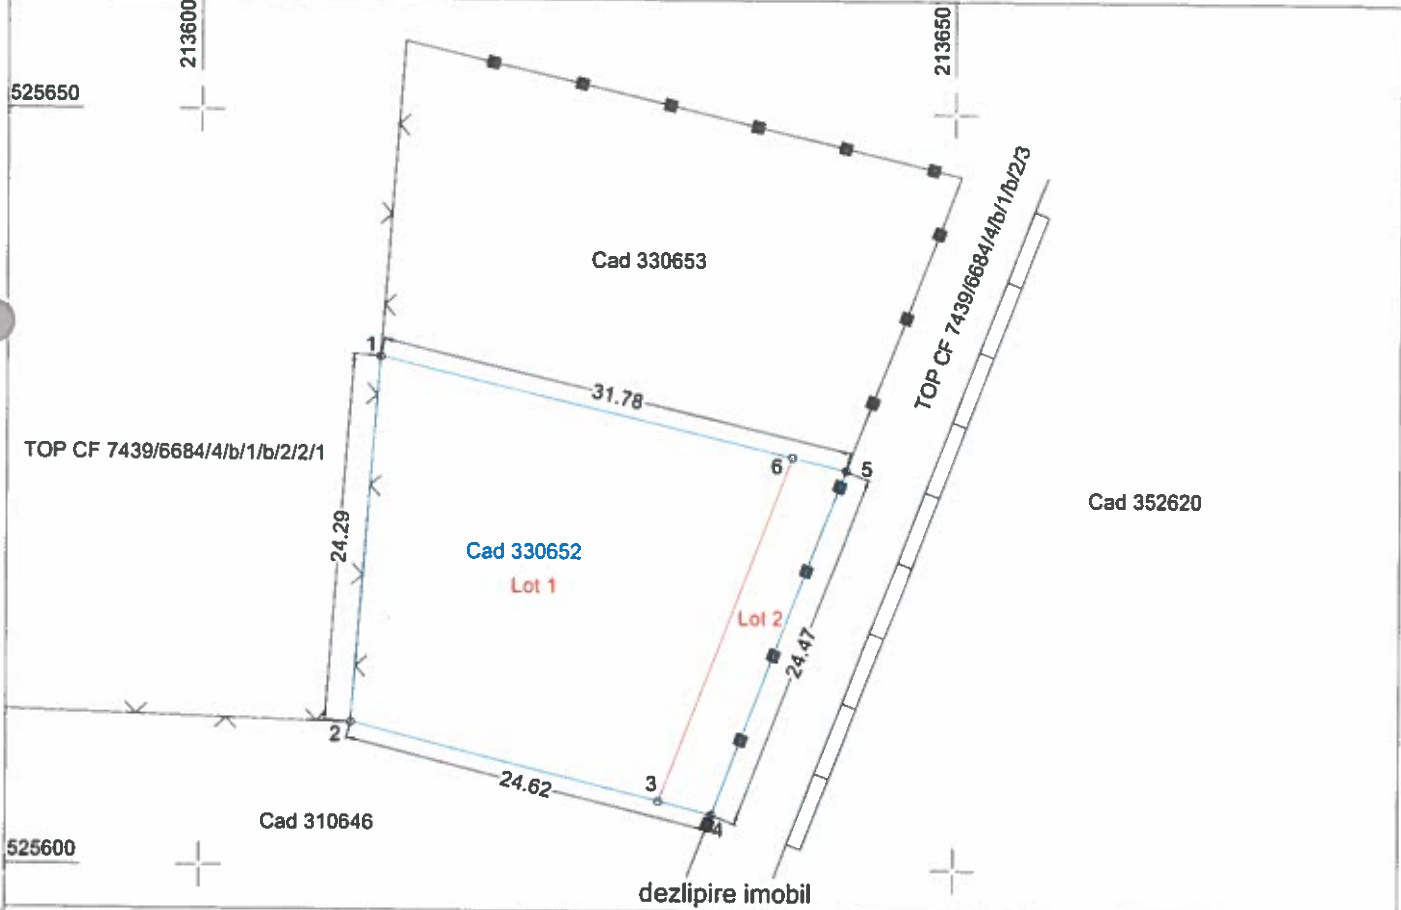 213600
213650
525650
TOP CF 7439/6684/4/b/1/b/2/3
Cad 330653
1
31.78
TOP CF 7439/6684/4/b/1/b/2/2/1
6
5
Cad 352620
24.29
Cad 330652
Lot 1
Lot 2
24.47
2
24.62
3
4
Cad 310646
525600
dezlipire imobil